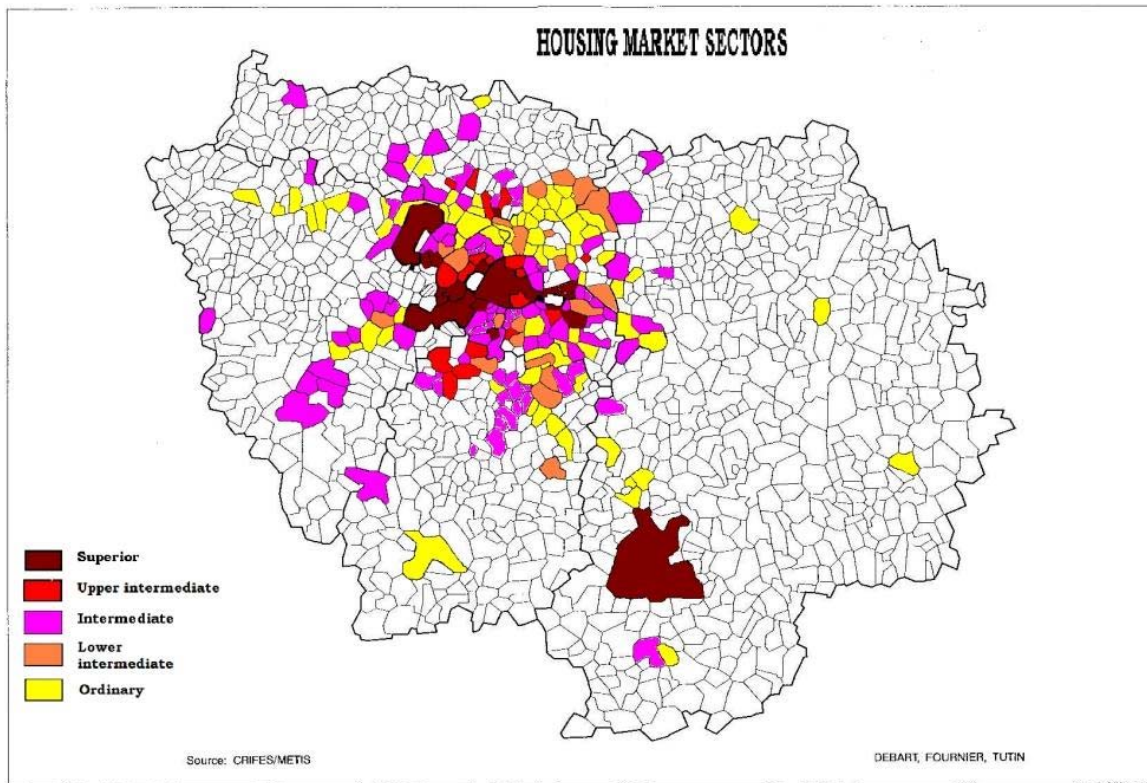 HOUSING MARKET SECTORS
Superior
Upper intermediate
Intermediate
Lower
intermediate
Ordinary
Source: CRIFES/METIS
DEBART, FOURNIER, TUTIN